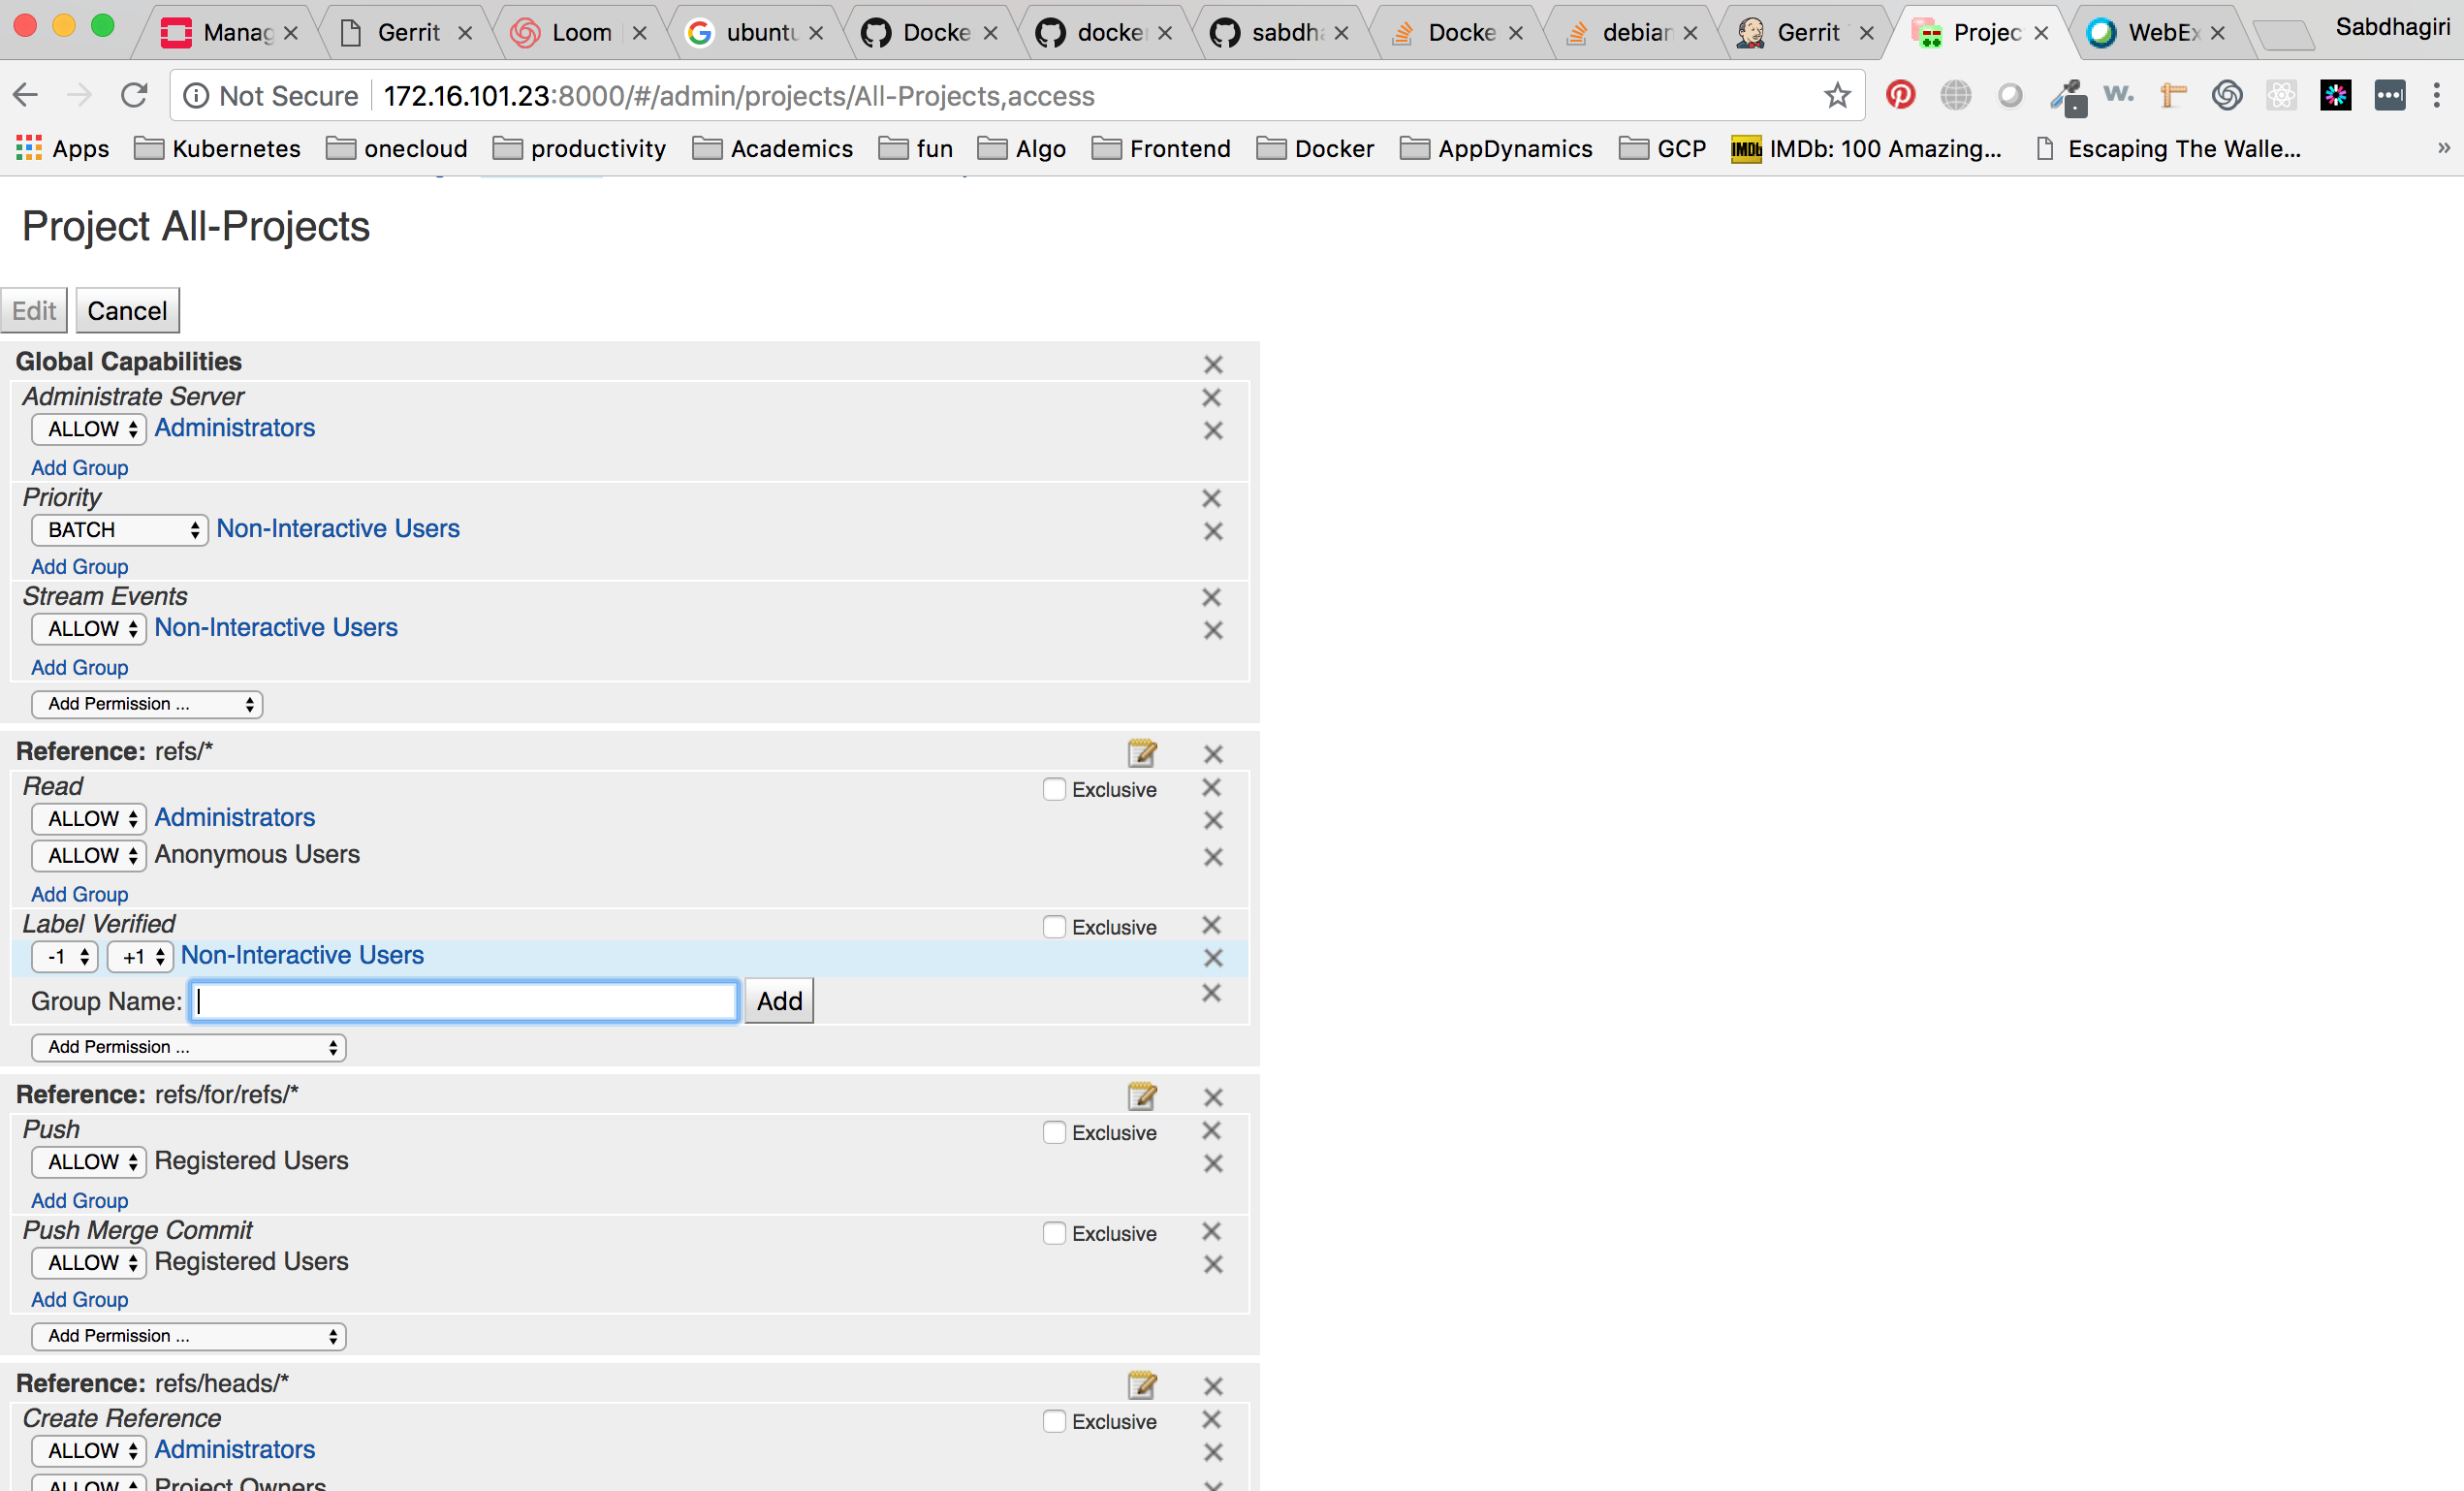 Manag Gerrit Loom ubuntu Docke docker sabdha Docke debian Gerrit Projec WebEx Sabdhagiri
Not Secure 172.16.101.23:8000/#/admin/projects/All-Projects,access
Apps Kubernetes onecloud productivity Academics fun Algo Frontend Docker AppDynamics GCP IMDb IMDb: 100 Amazing... Escaping The Walle... »
Project All-Projects
Edit Cancel
Global Capabilities
Administrate Server
ALLOW Administrators
Add Group
Priority
BATCH Non-Interactive Users
Add Group
Stream Events
ALLOW Non-Interactive Users
Add Group
Add Permission ...
Reference: refs/*
Read Exclusive
ALLOW Administrators
ALLOW Anonymous Users
Add Group
Label Verified Exclusive
-1 +1 Non-Interactive Users
Group Name: Add
Add Permission ...
Reference: refs/for/refs/*
Push Exclusive
ALLOW Registered Users
Add Group
Push Merge Commit Exclusive
ALLOW Registered Users
Add Group
Add Permission ...
Reference: refs/heads/*
Create Reference Exclusive
ALLOW Administrators
ALLOW Project Owners